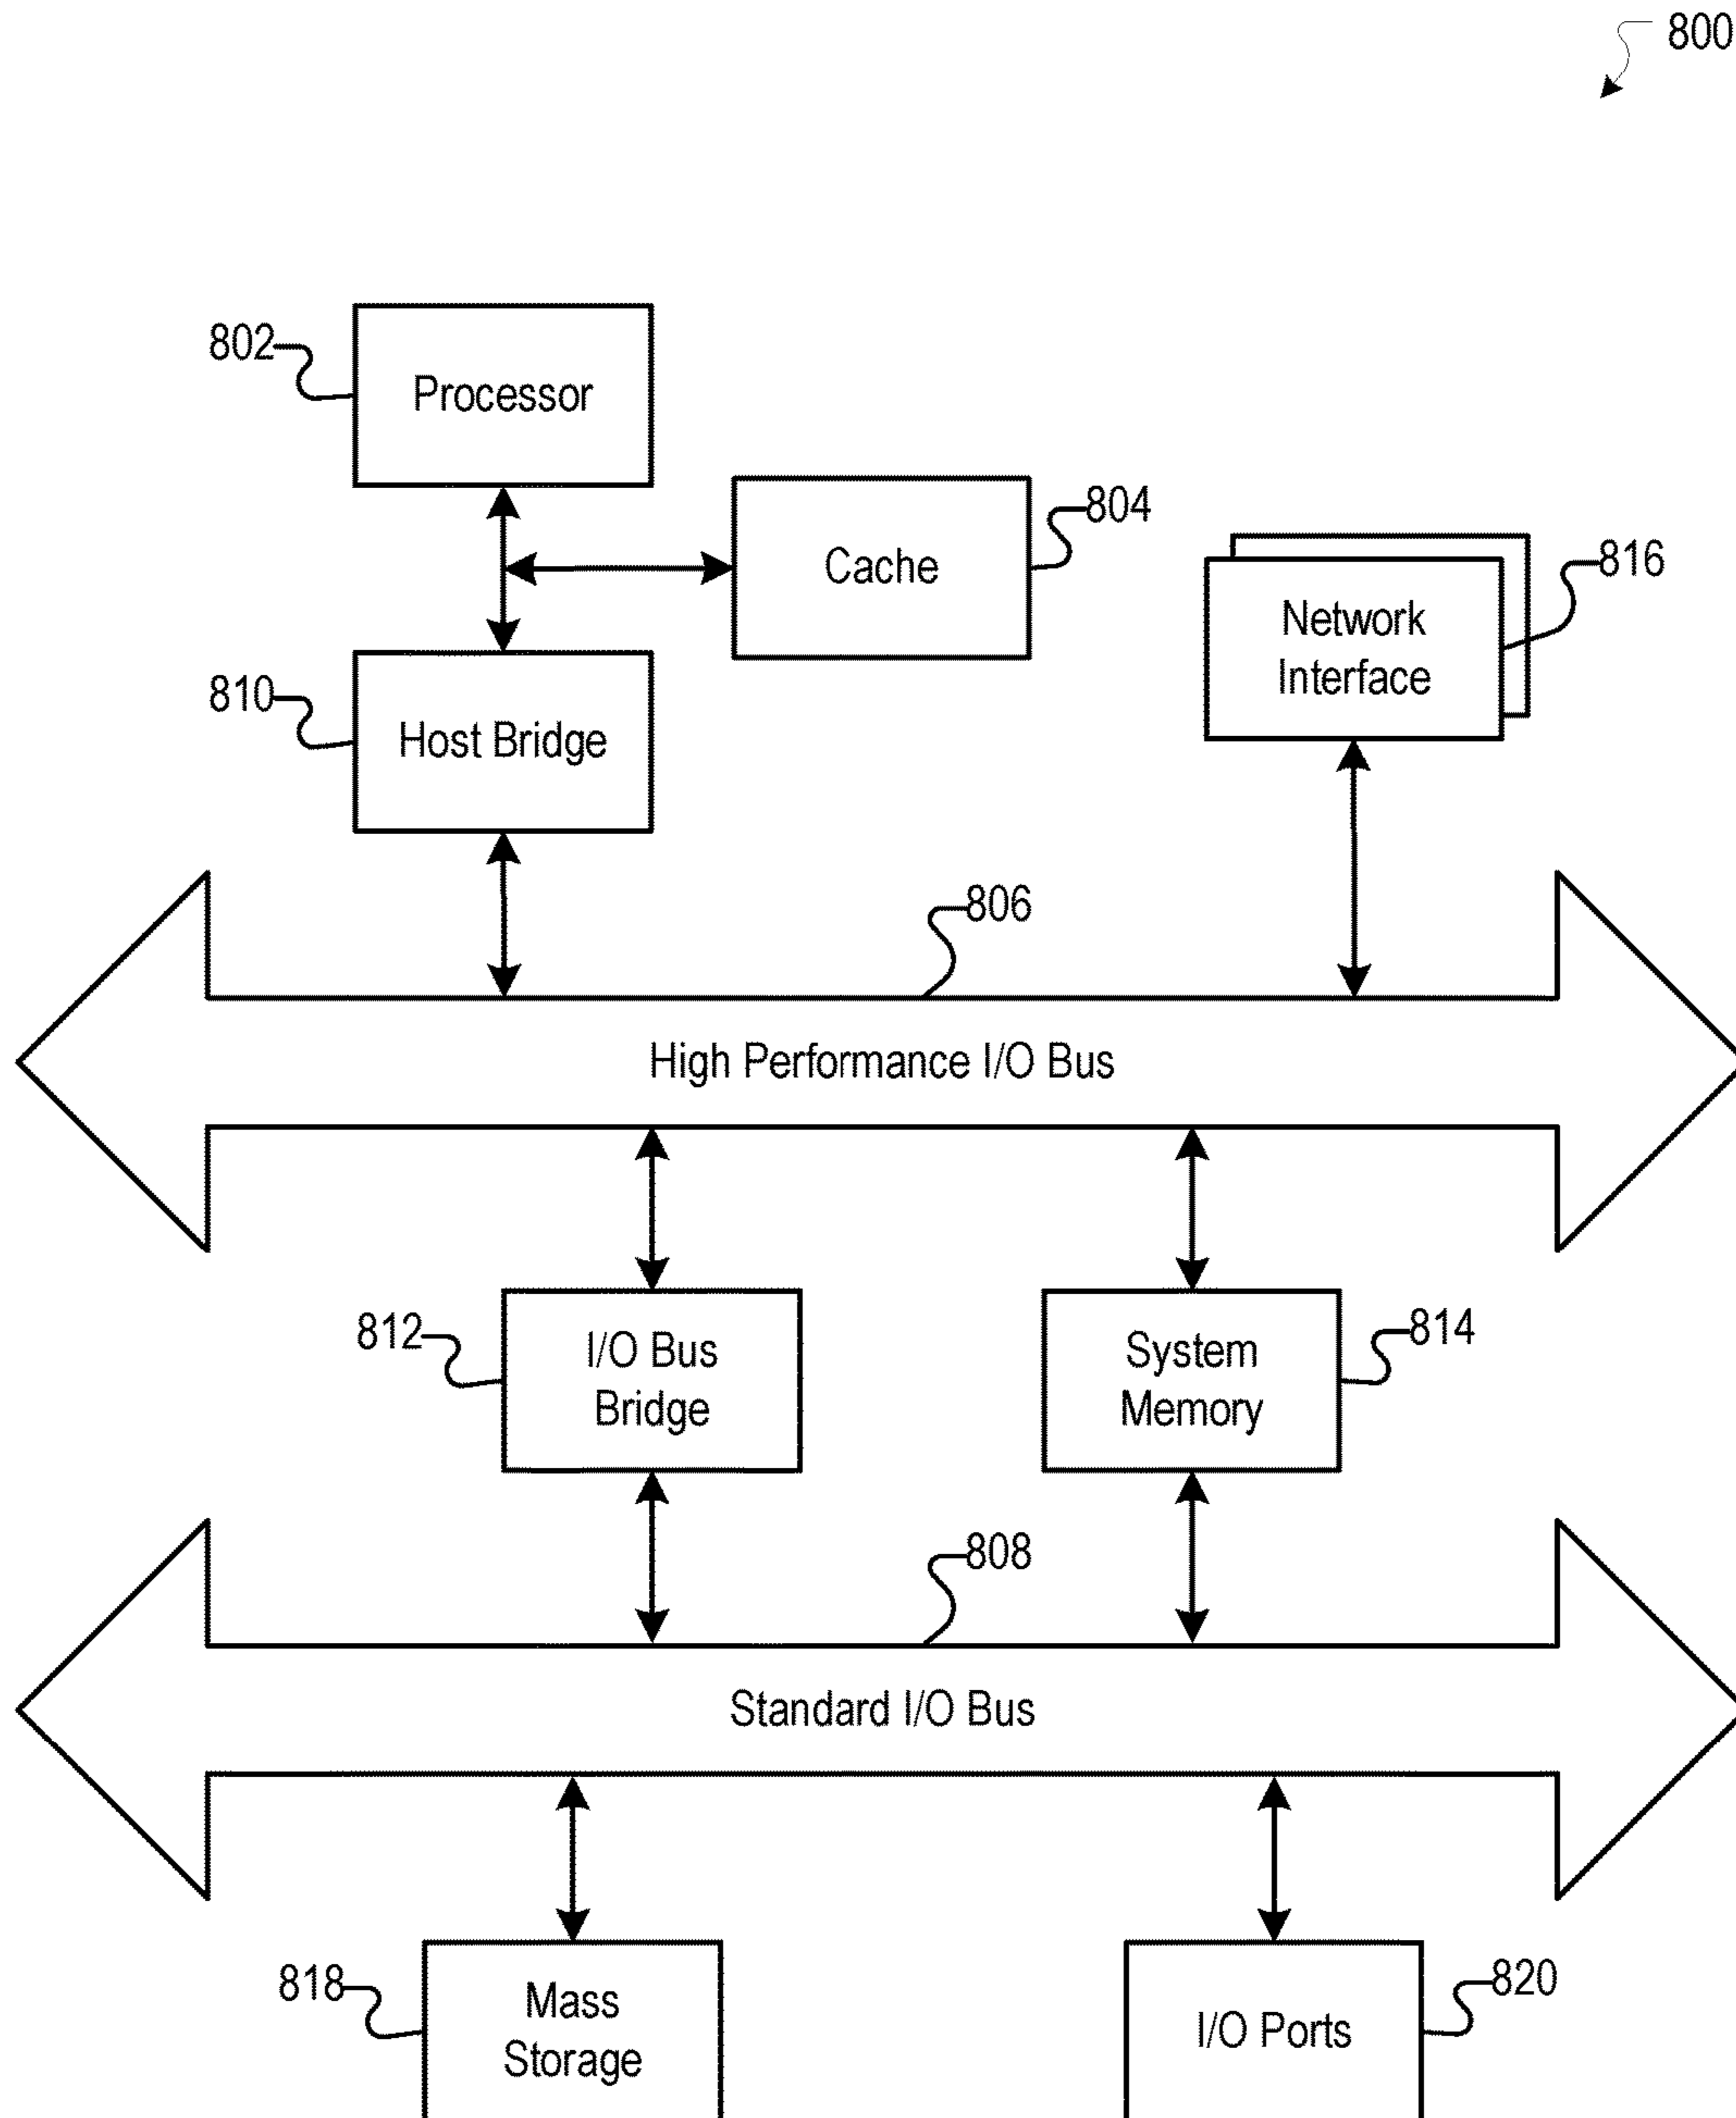 800
802
Processor
804
Cache
816
Network
Interface
810
Host Bridge
806
High Performance I/O Bus
812
I/O Bus
Bridge
System
Memory
814
808
Standard I/O Bus
818
Mass
Storage
I/O Ports
820